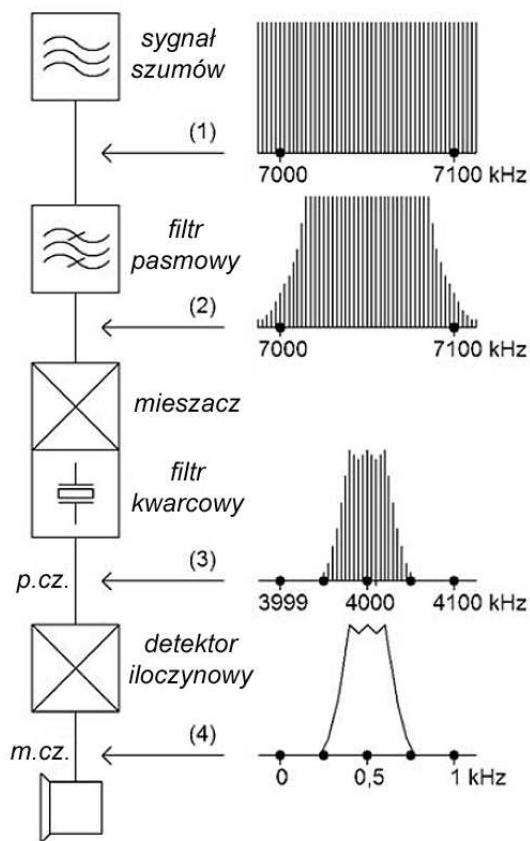 sygnał
szumów
(1)
7000 7100 kHz
filtr
pasmowy
(2)
7000 7100 kHz
mieszacz
filtr
kwarcowy
(3)
p.cz.
3999 4000 4100 kHz
detektor
iloczynowy
(4)
m.cz.
0 0,5 1 kHz